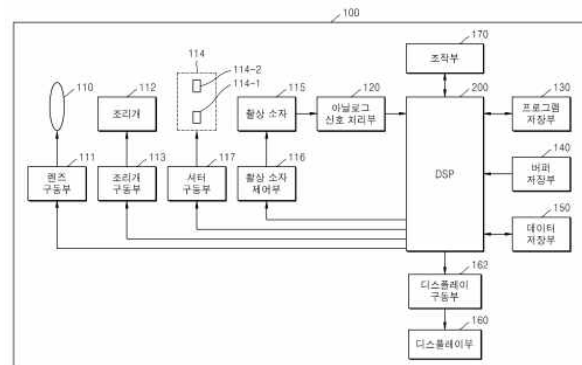 100
114
170
110
112
114-2
114-1
115
120
200
조작부
130
조리개
촬상 소자
아날로그
신호 처리부
프로그램
저장부
111
113
117
116
140
DSP
렌즈
구동부
조리개
구동부
셔터
구동부
촬상 소자
제어부
버퍼
저장부
150
데이터
저장부
162
디스플레이
구동부
160
디스플레이부